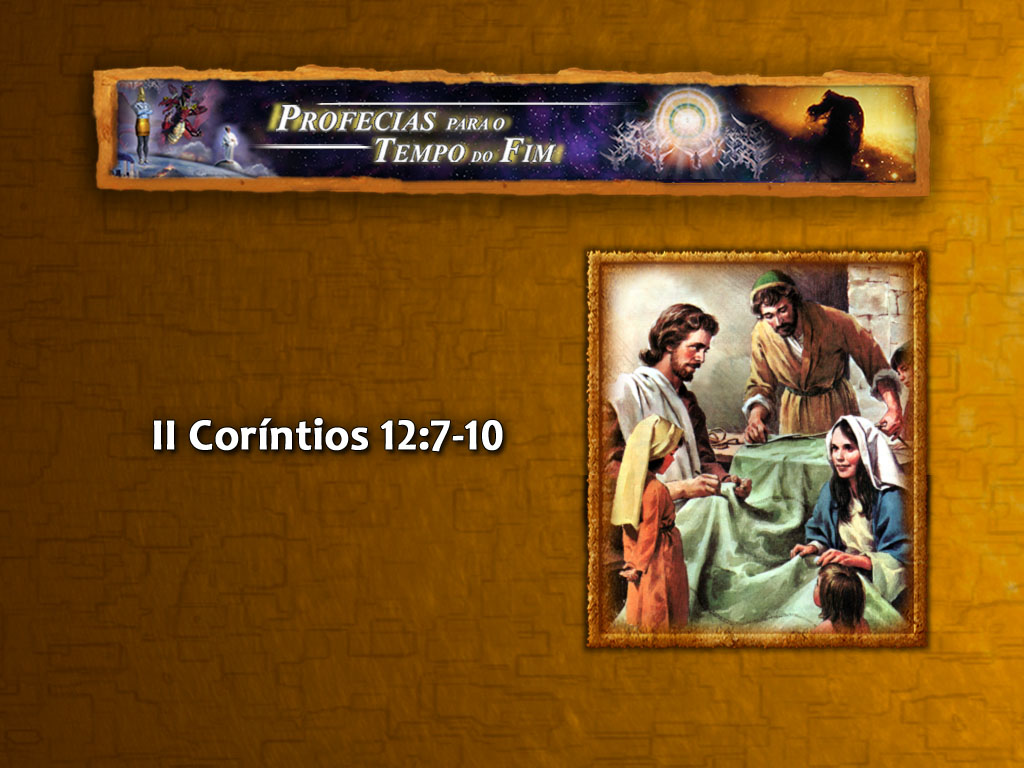 PROFECIAS PARA O
TEMPO DO FIM
II Coríntios 12:7-10